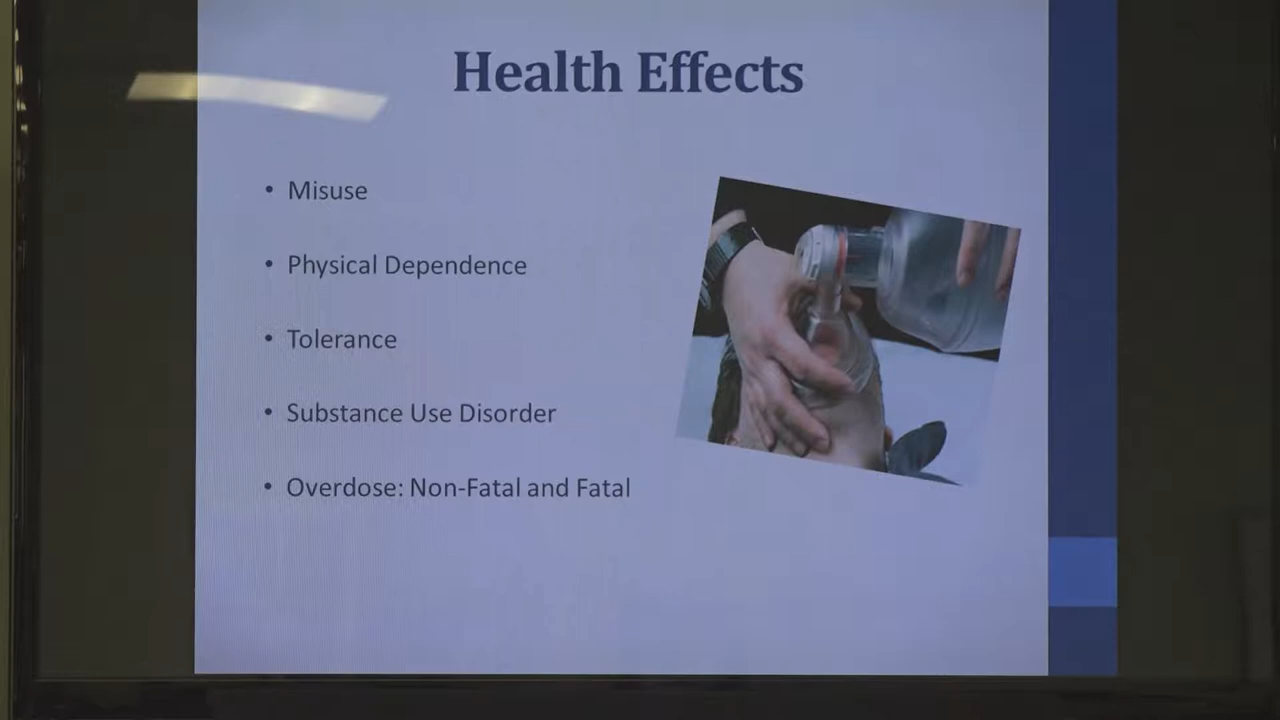 Health Effects
• Misuse
• Physical Dependence
• Tolerance
• Substance Use Disorder
• Overdose: Non-Fatal and Fatal